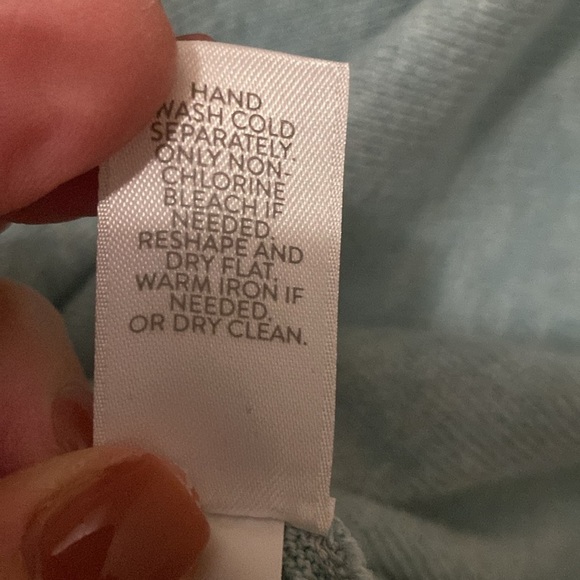 HAND
WASH COLD
SEPARATELY.
ONLY NON-
CHLORINE
BLEACH IF
NEEDED.
RESHAPE AND
DRY FLAT.
WARM IRON IF
NEEDED.
OR DRY CLEAN.